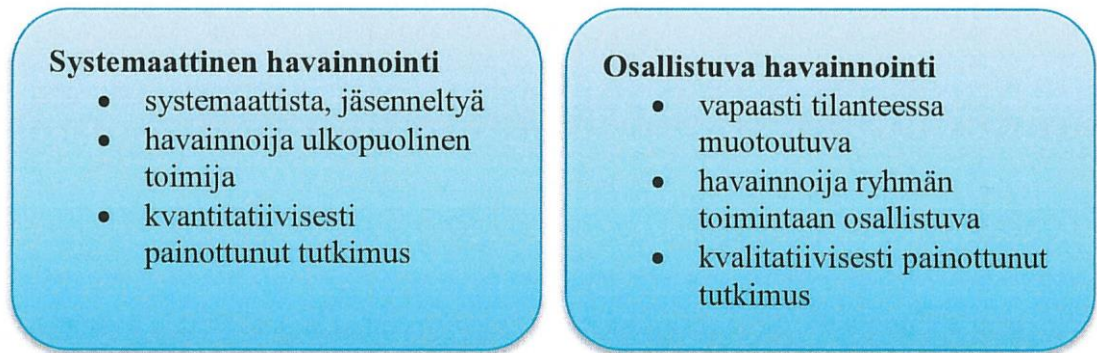 Systemaattinen havainnointi
• systemaattista, jäsenneltyä
• havainnoija ulkopuolinen
toimija
• kvantitatiivisesti
painottunut tutkimus
Osallistuva havainnointi
• vapaasti tilanteessa
muotoutuva
• havainnoija ryhmän
toimintaan osallistuva
• kvalitatiivisesti painottunut
tutkimus